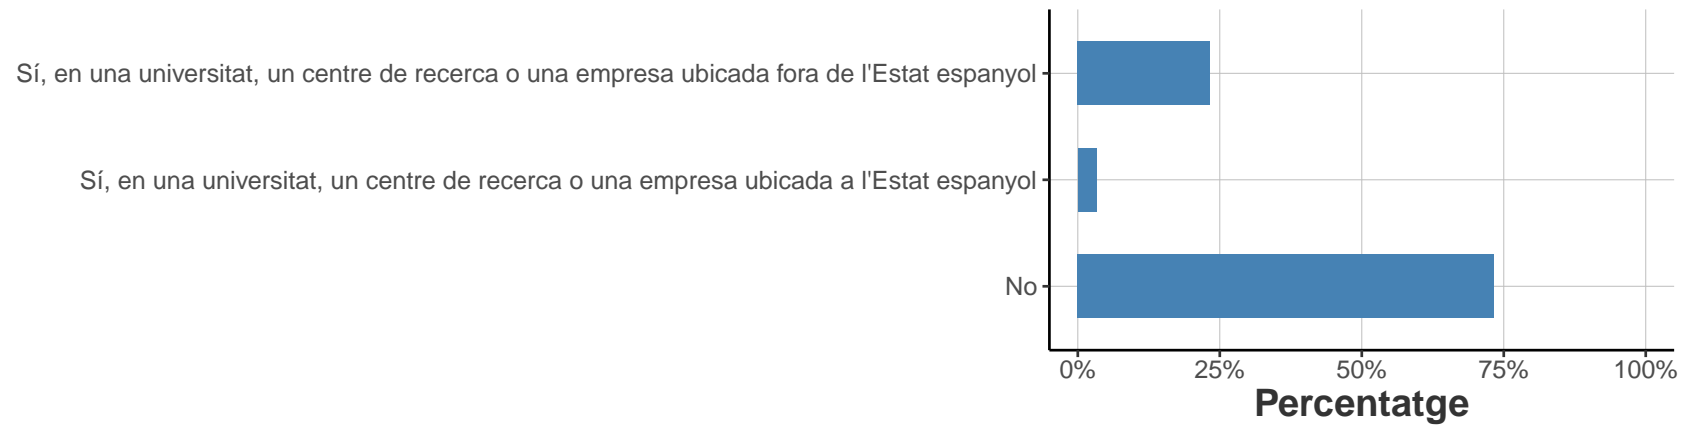 Sí, en una universitat, un centre de recerca o una empresa ubicada fora de l'Estat espanyol
Sí, en una universitat, un centre de recerca o una empresa ubicada a l'Estat espanyol
No
0% 25% 50% 75% 100%
Percentatge